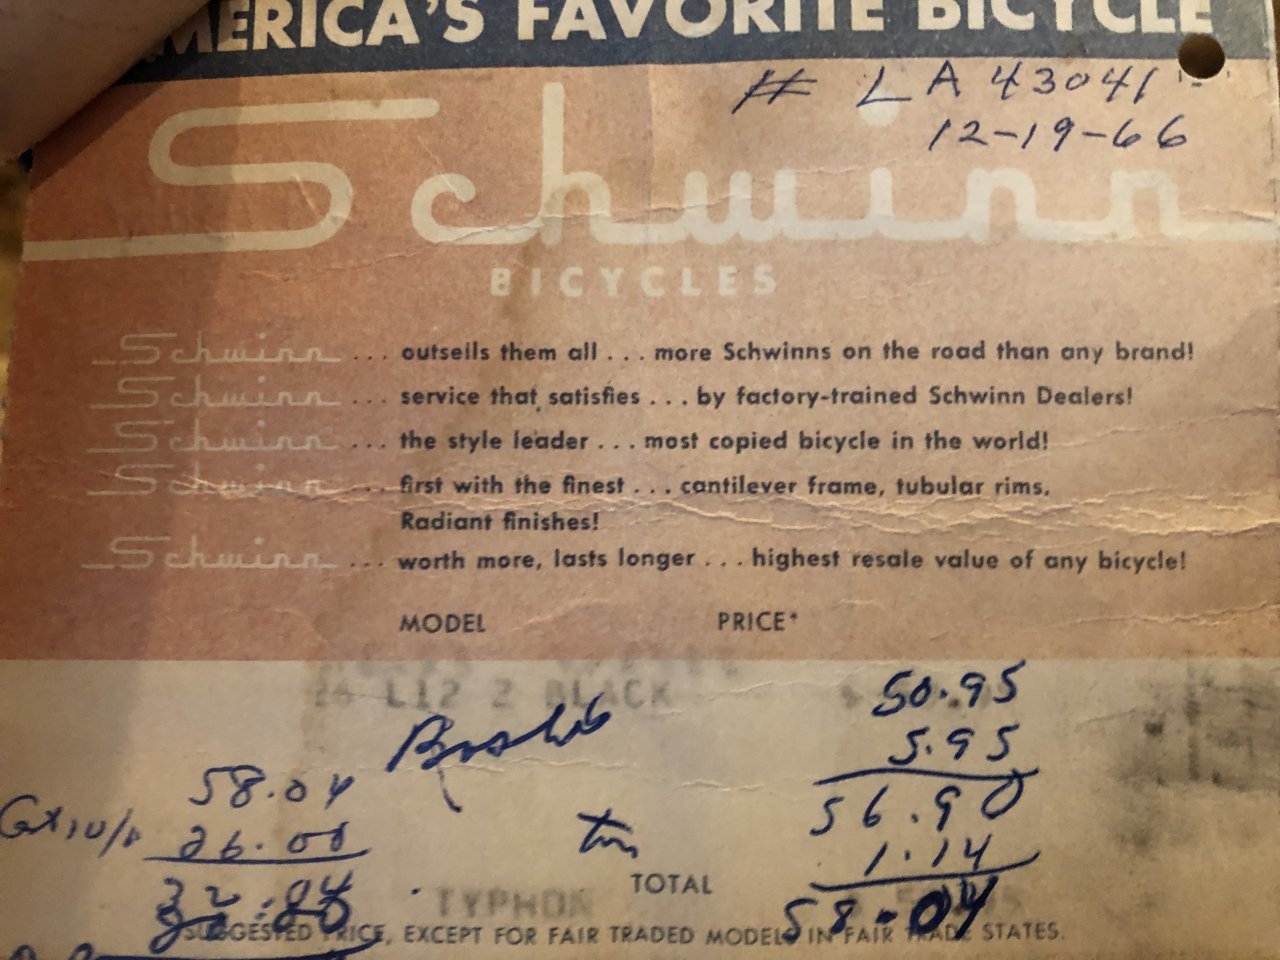 AMERICA'S FAVORITE BICYCLE
# LA 43041
12-19-66
Schwinn
BICYCLES
Schwinn ... outsells them all ... more Schwinns on the road than any brand!
Schwinn ... service that satisfies ... by factory-trained Schwinn Dealers!
Schwinn ... the style leader ... most copied bicycle in the world!
Schwinn ... first with the finest ... cantilever frame, tubular rims,
Radiant finishes!
Schwinn ... worth more, lasts longer ... highest resale value of any bicycle!
MODEL PRICE*
L12 2 BLACK 50.95
5.95
58.04 56.90
26.00 1.14
TOTAL
TYPHON 58.04
SUGGESTED PRICE, EXCEPT FOR FAIR TRADED MODELS IN FAIR TRADE STATES.